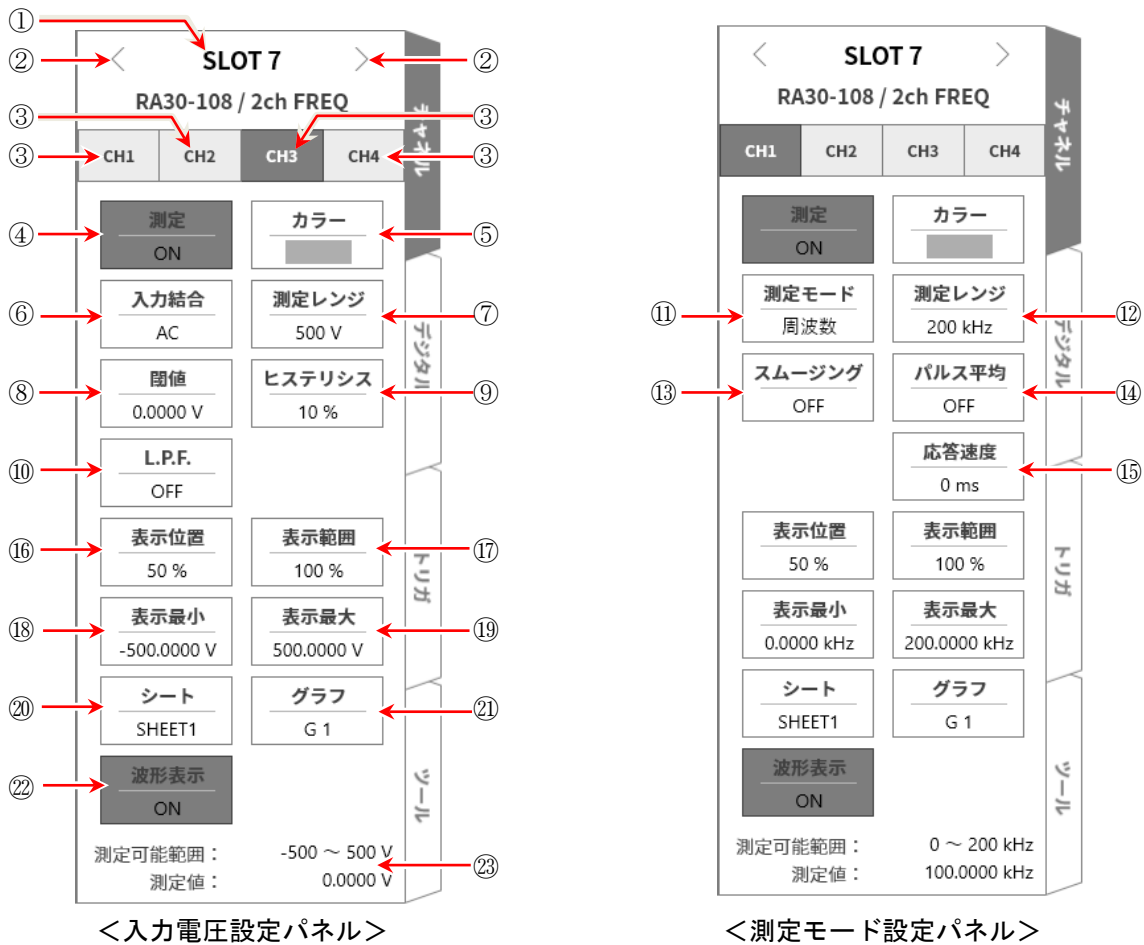 ①
② < SLOT 7 > ②
RA30-108 / 2ch FREQ
③ ③
③ CH1 CH2 CH3 CH4 ③
④ 測定 カラー ⑤
ON
⑥ 入力結合 測定レンジ ⑦
AC 500 V
⑧ 閾値 ヒステリシス ⑨
0.0000 V 10 %
⑩ L.P.F.
OFF
⑯ 表示位置 表示範囲 ⑰
50 % 100 %
⑱ 表示最小 表示最大 ⑲
-500.0000 V 500.0000 V
⑳ シート グラフ ㉑
SHEET1 G 1
㉒ 波形表示
ON
測定可能範囲： -500 ～ 500 V
測定値： 0.0000 V ㉓
チャネル
デジタル
トリガ
ツール
＜入力電圧設定パネル＞
< SLOT 7 >
RA30-108 / 2ch FREQ
CH1 CH2 CH3 CH4
測定 カラー
ON
⑪ 測定モード 測定レンジ ⑫
周波数 200 kHz
⑬ スムージング パルス平均 ⑭
OFF OFF
応答速度 ⑮
0 ms
表示位置 表示範囲
50 % 100 %
表示最小 表示最大
0.0000 kHz 200.0000 kHz
シート グラフ
SHEET1 G 1
波形表示
ON
測定可能範囲： 0 ～ 200 kHz
測定値： 100.0000 kHz
チャネル
デジタル
トリガ
ツール
＜測定モード設定パネル＞